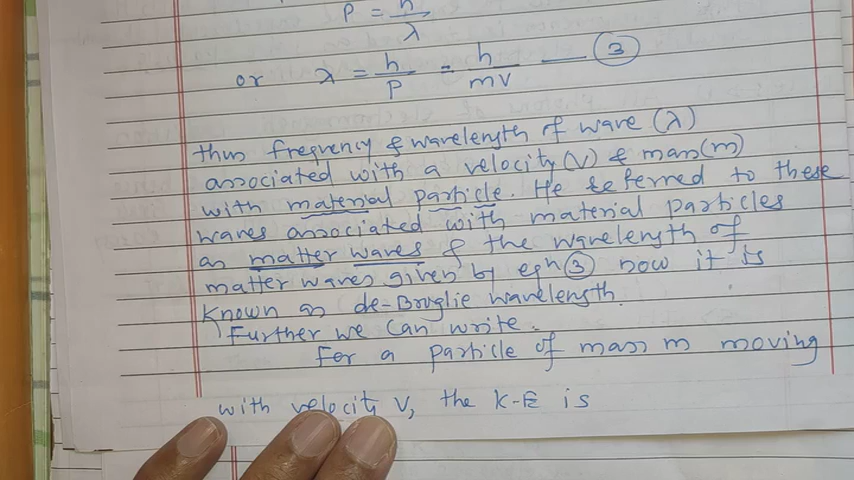 P = h/λ
or λ = h/P = h/mv — 3
thus freqrency & wavelength of wave (λ)
associated with a velocity (V) & mass(m)
with material particle. He referred to these
waves associated with material particles
as matter waves & the wavelength of
matter waves given by eqn 3 now it is
Known as de-Broglie wavelength.
Further we can write.
For a particle of mass m moving
with velocity V, the K-E is